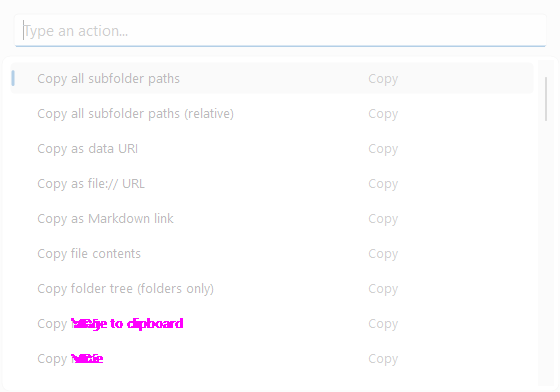 Type an action...
Copy all subfolder paths Copy
Copy all subfolder paths (relative) Copy
Copy as data URI Copy
Copy as file:// URL Copy
Copy as Markdown link Copy
Copy file contents Copy
Copy folder tree (folders only) Copy
Copy to clipboard Copy
Copy Copy